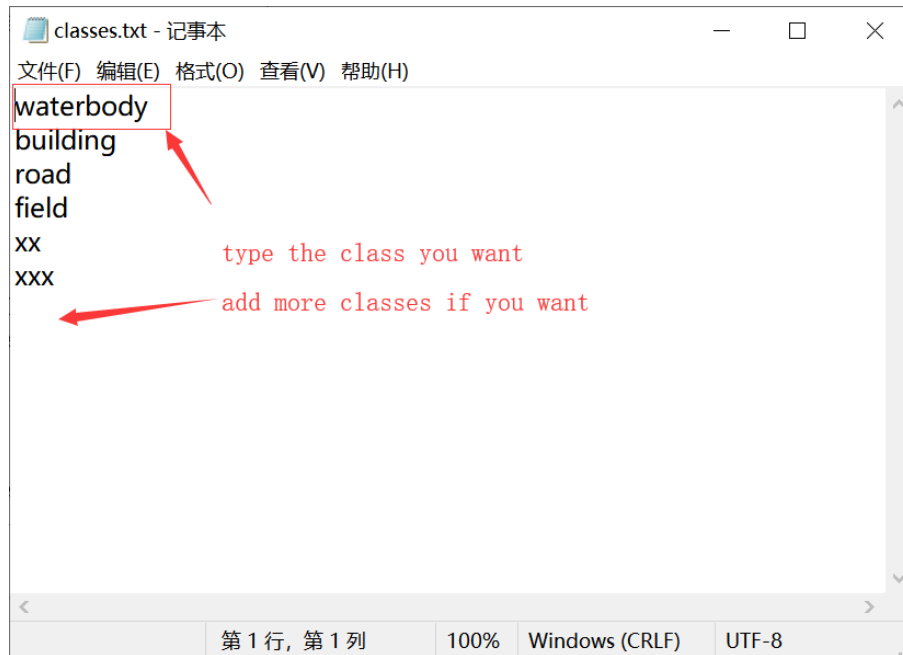 classes.txt - 记事本
文件(F) 编辑(E) 格式(O) 查看(V) 帮助(H)
waterbody
building
road
field
xx
xxx
type the class you want
add more classes if you want
第 1 行，第 1 列 100% Windows (CRLF) UTF-8